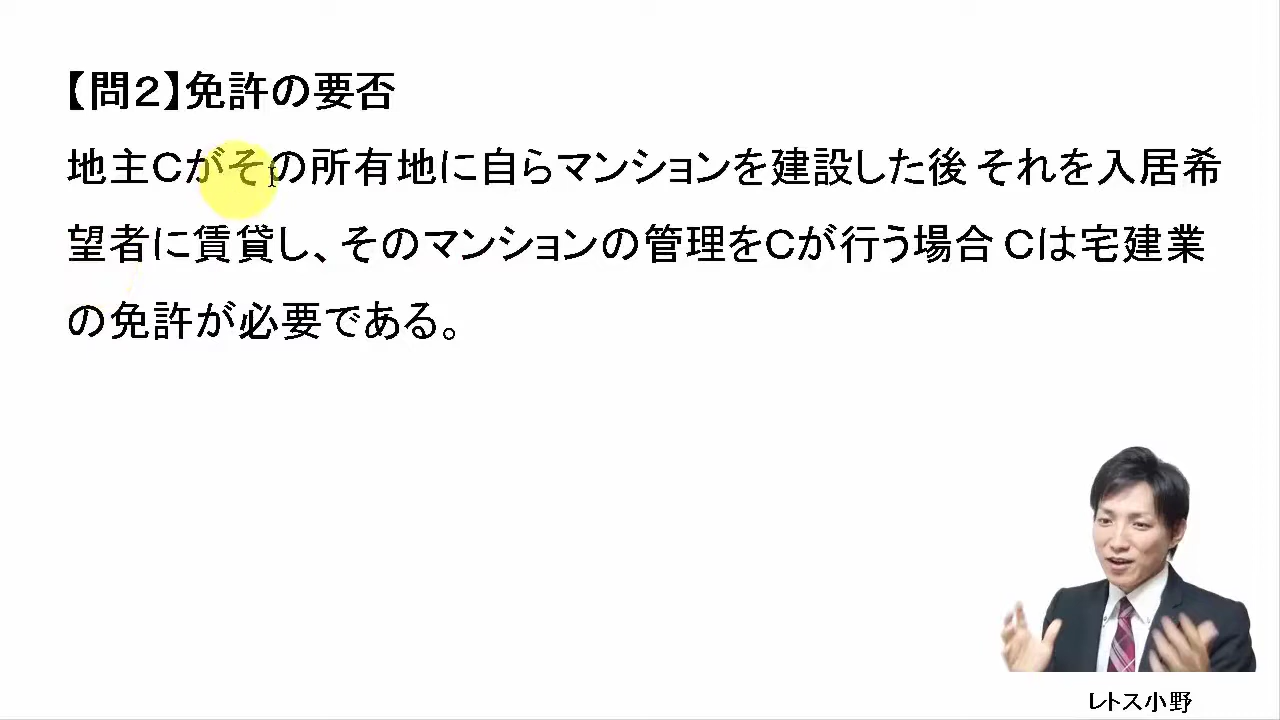 【問２】免許の要否
地主Ｃがその所有地に自らマンションを建設した後 それを入居希
望者に賃貸し、そのマンションの管理をＣが行う場合 Ｃは宅建業
の免許が必要である。
レトス小野